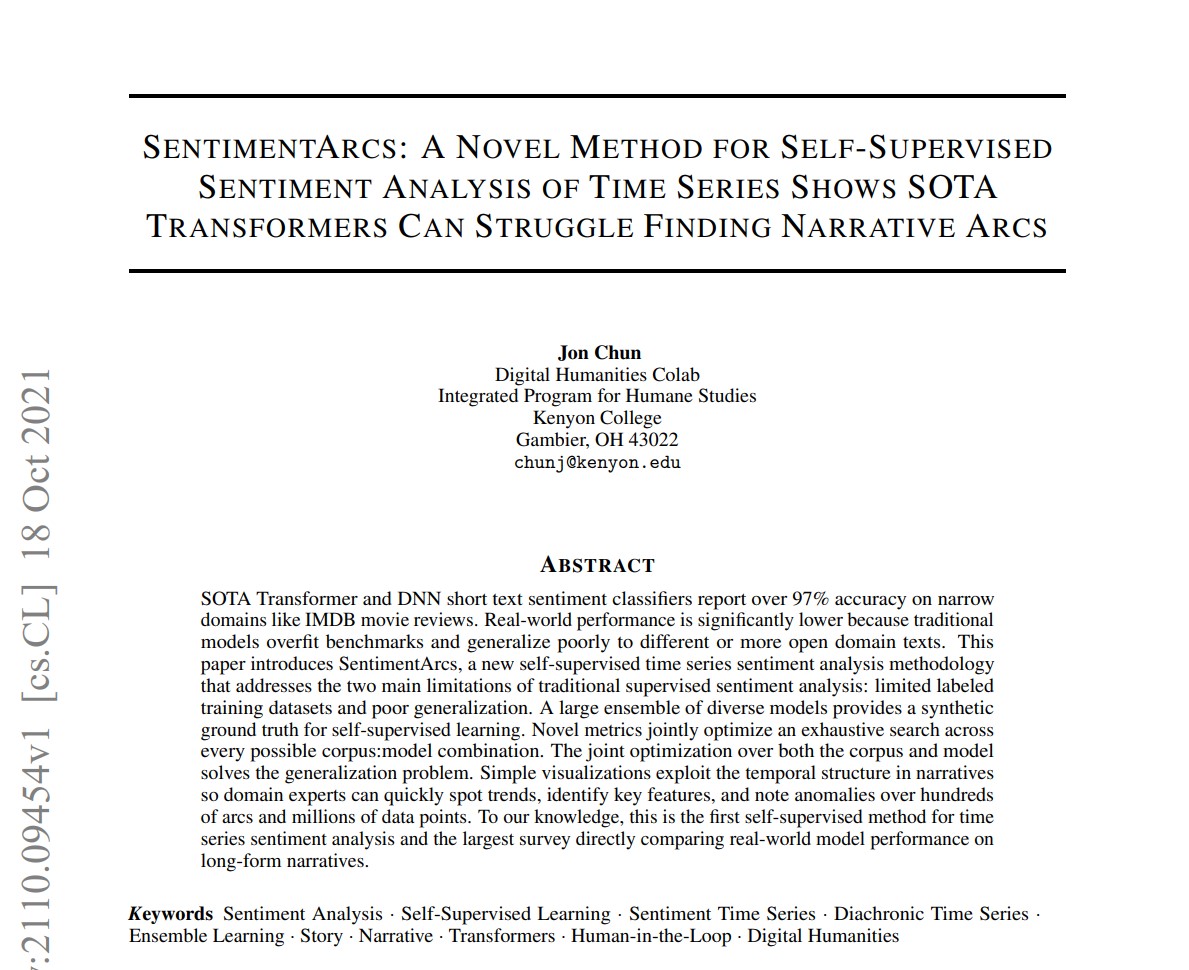 SENTIMENTARCS: A NOVEL METHOD FOR SELF-SUPERVISED
SENTIMENT ANALYSIS OF TIME SERIES SHOWS SOTA
TRANSFORMERS CAN STRUGGLE FINDING NARRATIVE ARCS
Jon Chun
Digital Humanities Colab
Integrated Program for Humane Studies
Kenyon College
Gambier, OH 43022
chunj@kenyon.edu
ABSTRACT
SOTA Transformer and DNN short text sentiment classifiers report over 97% accuracy on narrow
domains like IMDB movie reviews. Real-world performance is significantly lower because traditional
models overfit benchmarks and generalize poorly to different or more open domain texts. This
paper introduces SentimentArcs, a new self-supervised time series sentiment analysis methodology
that addresses the two main limitations of traditional supervised sentiment analysis: limited labeled
training datasets and poor generalization. A large ensemble of diverse models provides a synthetic
ground truth for self-supervised learning. Novel metrics jointly optimize an exhaustive search across
every possible corpus:model combination. The joint optimization over both the corpus and model
solves the generalization problem. Simple visualizations exploit the temporal structure in narratives
so domain experts can quickly spot trends, identify key features, and note anomalies over hundreds
of arcs and millions of data points. To our knowledge, this is the first self-supervised method for time
series sentiment analysis and the largest survey directly comparing real-world model performance on
long-form narratives.
Keywords Sentiment Analysis · Self-Supervised Learning · Sentiment Time Series · Diachronic Time Series ·
Ensemble Learning · Story · Narrative · Transformers · Human-in-the-Loop · Digital Humanities
:2110.09454v1 [cs.CL] 18 Oct 2021